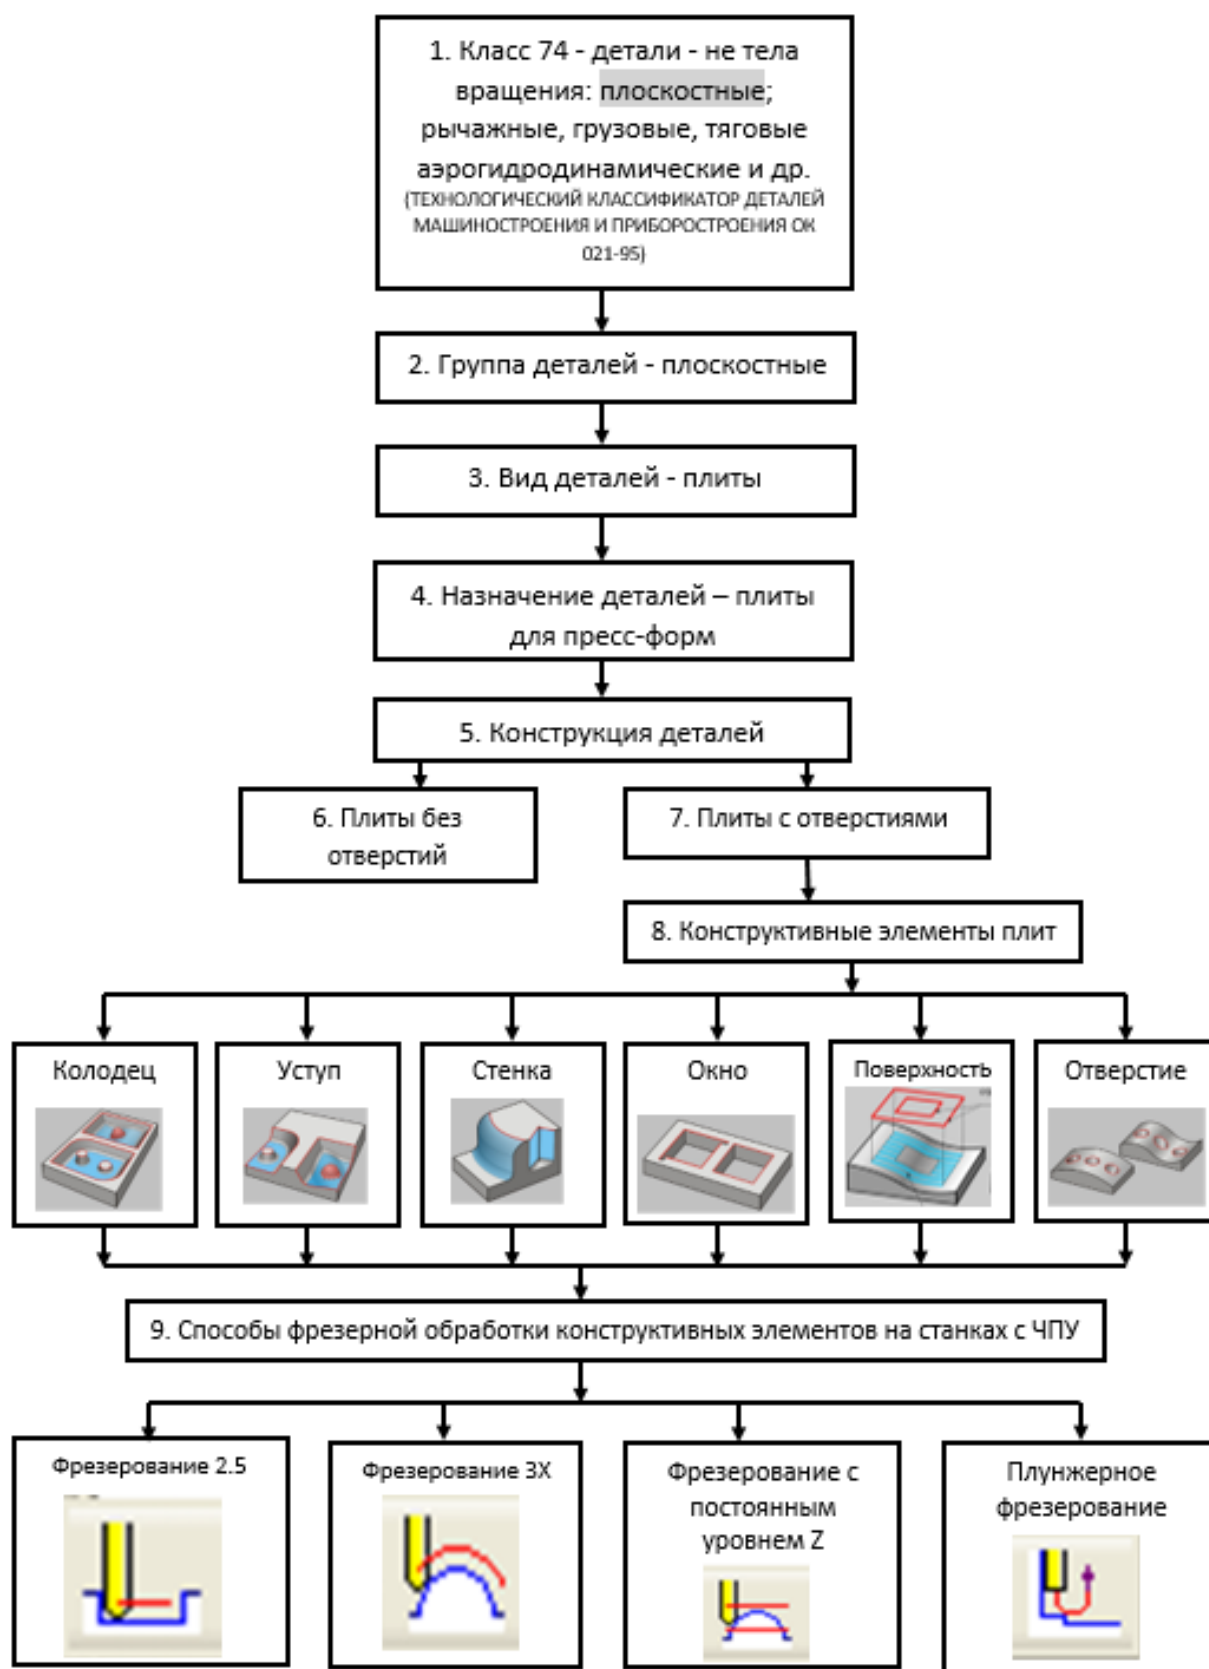 1. Класс 74 - детали - не тела
вращения: плоскостные;
рычажные, грузовые, тяговые
аэрогидродинамические и др.
(ТЕХНОЛОГИЧЕСКИЙ КЛАССИФИКАТОР ДЕТАЛЕЙ
МАШИНОСТРОЕНИЯ И ПРИБОРОСТРОЕНИЯ ОК
021-95)
2. Группа деталей - плоскостные
3. Вид деталей - плиты
4. Назначение деталей – плиты
для пресс-форм
5. Конструкция деталей
6. Плиты без
отверстий
7. Плиты с отверстиями
8. Конструктивные элементы плит
Колодец
Уступ
Стенка
Окно
Поверхность
Отверстие
9. Способы фрезерной обработки конструктивных элементов на станках с ЧПУ
Фрезерование 2.5
Фрезерование 3X
Фрезерование с
постоянным
уровнем Z
Плунжерное
фрезерование